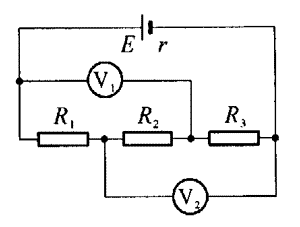 E r
V₁
R₁ R₂ R₃
V₂